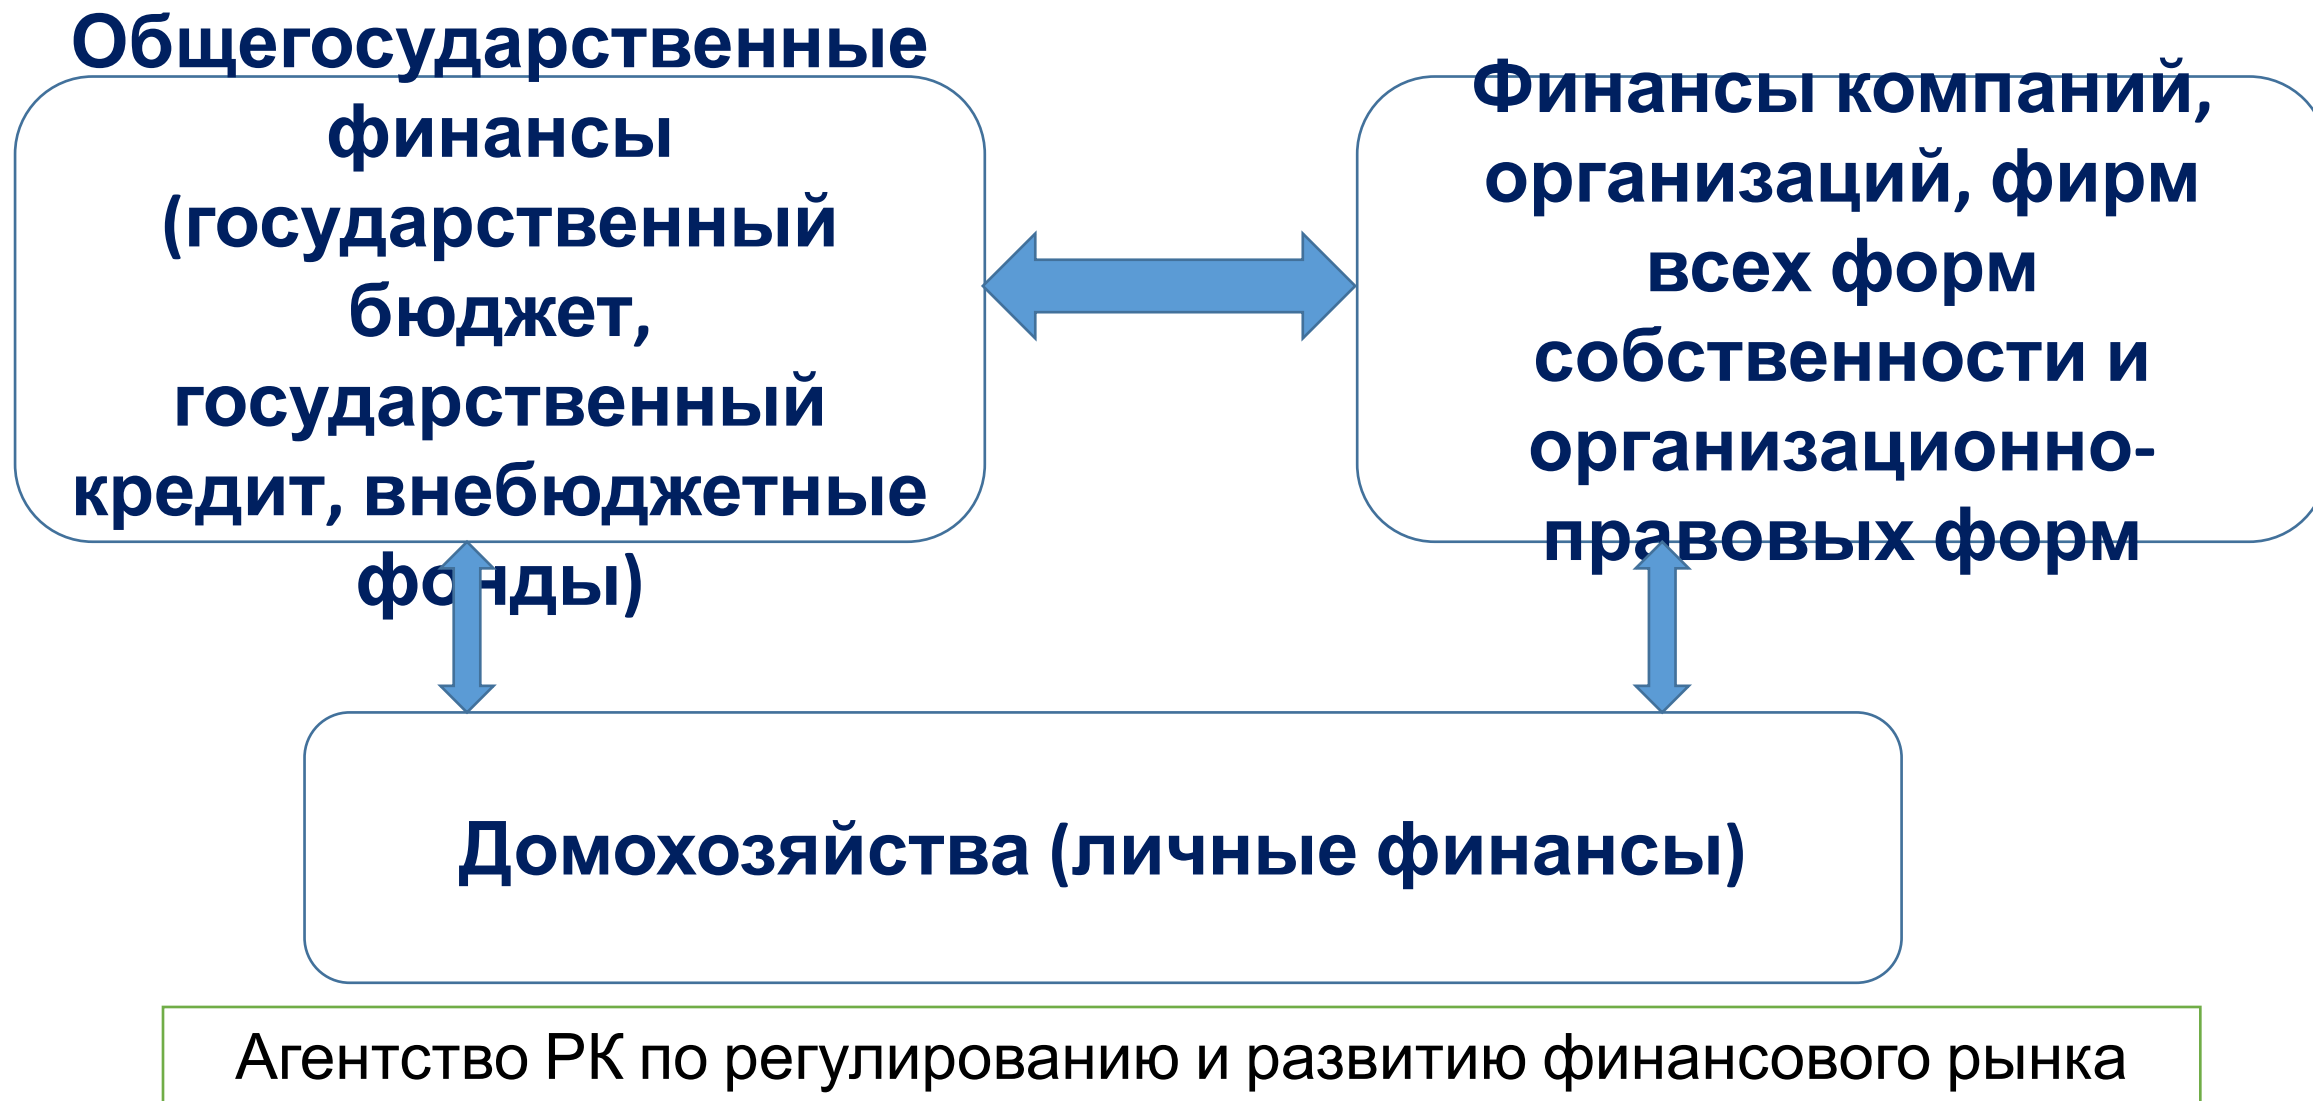 Общегосударственные
финансы
(государственный
бюджет,
государственный
кредит, внебюджетные
фонды)
Финансы компаний,
организаций, фирм
всех форм
собственности и
организационно-
правовых форм
Домохозяйства (личные финансы)
Агентство РК по регулированию и развитию финансового рынка